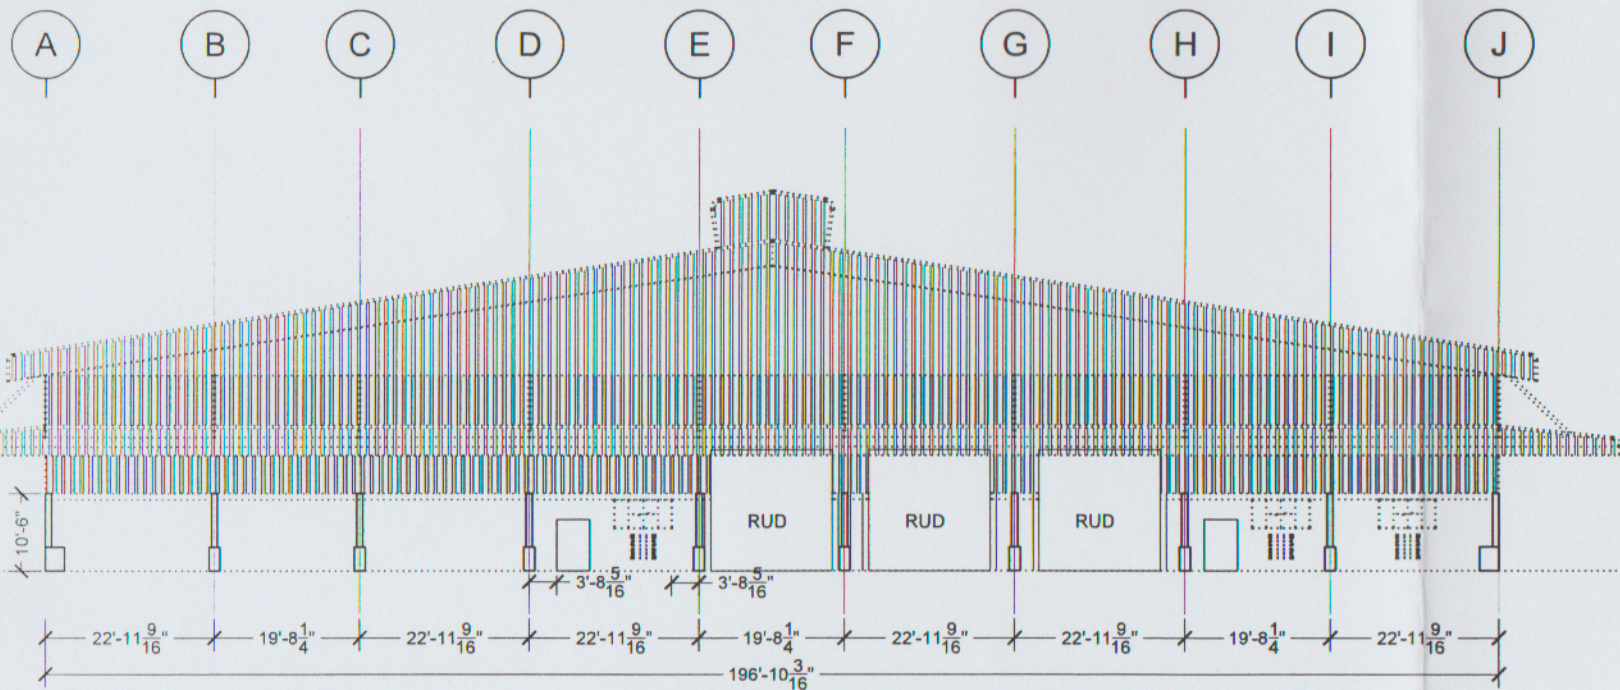 A B C D E F G H I J
RUD RUD RUD
10'-6"
3'-8 5/16" 3'-8 5/16"
22'-11 9/16" 19'-8 1/4" 22'-11 9/16" 22'-11 9/16" 19'-8 1/4" 22'-11 9/16" 22'-11 9/16" 19'-8 1/4" 22'-11 9/16"
196'-10 3/16"